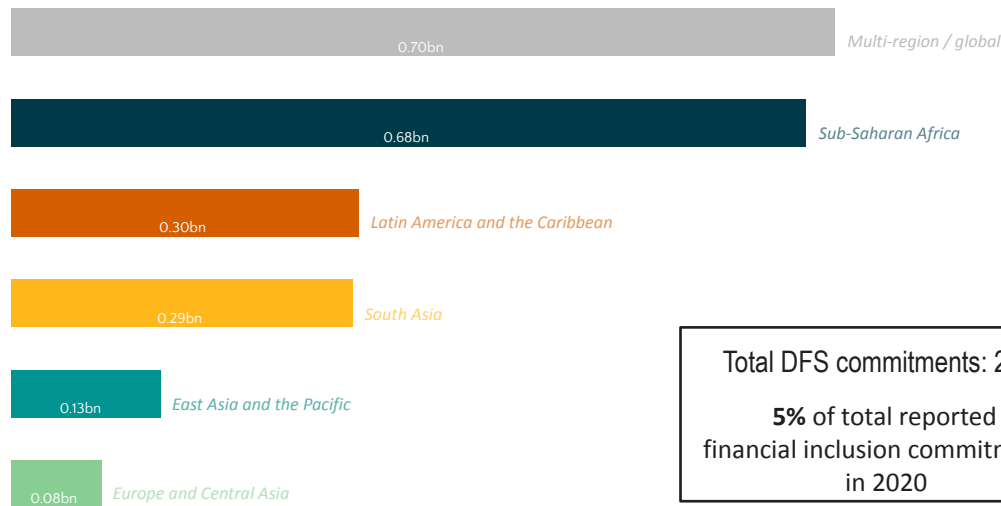 0.70bn
Multi-region / global
0.68bn
Sub-Saharan Africa
0.30bn
Latin America and the Caribbean
0.29bn
South Asia
0.13bn
East Asia and the Pacific
0.08bn
Europe and Central Asia
Total DFS commitments:
5% of total reported
financial inclusion
in 2020